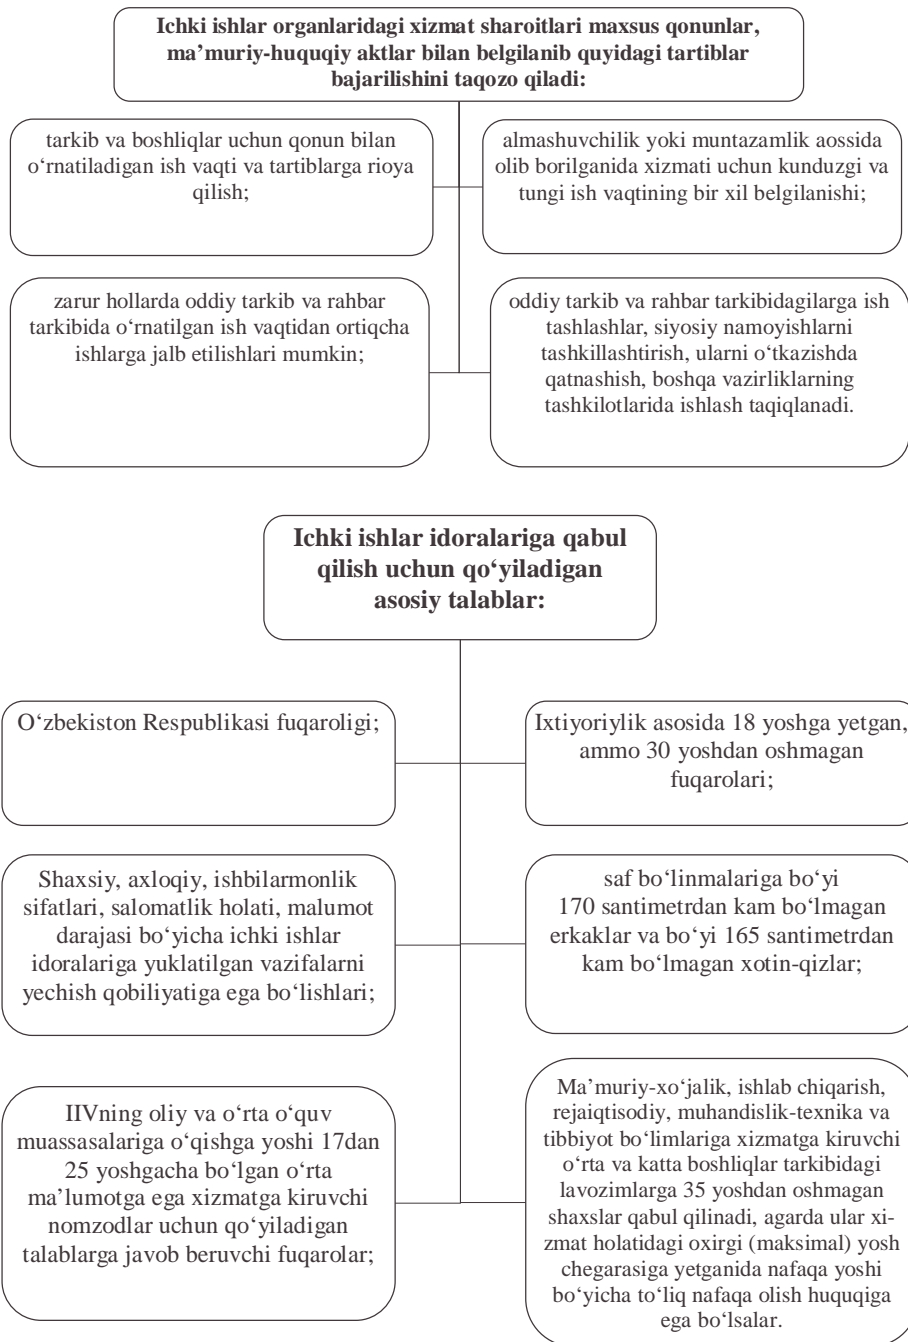 Ichki ishlar organlaridagi xizmat sharoitlari maxsus qonunlar,
ma’muriy-huquqiy aktlar bilan belgilanib quyidagi tartiblar
bajarilishini taqozo qiladi:
tarkib va boshliqlar uchun qonun bilan
o‘rnatiladigan ish vaqti va tartiblarga rioya
qilish;
almashuvchilik yoki muntazamlik aossida
olib borilganida xizmati uchun kunduzgi va
tungi ish vaqtining bir xil belgilanishi;
zarur hollarda oddiy tarkib va rahbar
tarkibida o‘rnatilgan ish vaqtidan ortiqcha
ishlarga jalb etilishlari mumkin;
oddiy tarkib va rahbar tarkibidagilarga ish
tashlashlar, siyosiy namoyishlarni
tashkillashtirish, ularni o‘tkazishda
qatnashish, boshqa vazirliklarning
tashkilotlarida ishlash taqiqlanadi.
Ichki ishlar idoralariga qabul
qilish uchun qo‘yiladigan
asosiy talablar:
O‘zbekiston Respublikasi fuqaroligi;
Ixtiyoriylik asosida 18 yoshga yetgan,
ammo 30 yoshdan oshmagan
fuqarolari;
Shaxsiy, axloqiy, ishbilarmonlik
sifatlari, salomatlik holati, malumot
darajasi bo‘yicha ichki ishlar
idoralariga yuklatilgan vazifalarni
yechish qobiliyatiga ega bo‘lishlari;
saf bo‘linmalariga bo‘yi
170 santimetrdan kam bo‘lmagan
erkaklar va bo‘yi 165 santimetrdan
kam bo‘lmagan xotin-qizlar;
IIVning oliy va o‘rta o‘quv
muassasalariga o‘qishga yoshi 17dan
25 yoshgacha bo‘lgan o‘rta
ma’lumotga ega xizmatga kiruvchi
nomzodlar uchun qo‘yiladigan
talablarga javob beruvchi fuqarolar;
Ma’muriy-xo‘jalik, ishlab chiqarish,
rejaiqtisodiy, muhandislik-texnika va
tibbiyot bo‘limlariga xizmatga kiruvchi
o‘rta va katta boshliqlar tarkibidagi
lavozimlarga 35 yoshdan oshmagan
shaxslar qabul qilinadi, agarda ular xi-
zmat holatidagi oxirgi (maksimal) yosh
chegarasiga yetganida nafaqa yoshi
bo‘yicha to‘liq nafaqa olish huquqiga
ega bo‘lsalar.